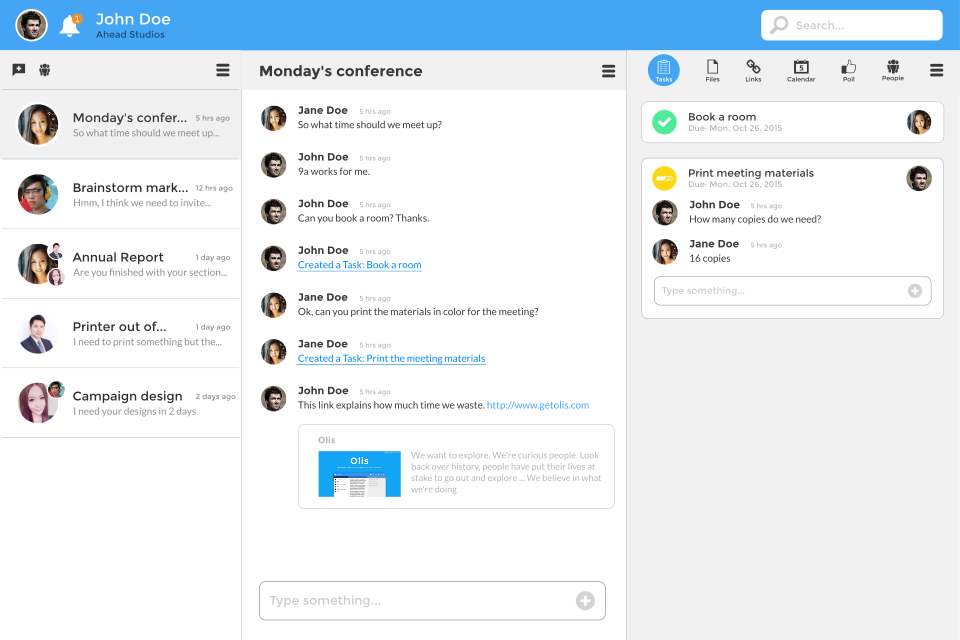 1
John Doe
Ahead Studios
Search...
Monday's confer...
5 hrs ago
So what time should we meet up...
Brainstorm mark...
12 hrs ago
Hmm, I think we need to invite...
Annual Report
1 day ago
Are you finished with your section...
Printer out of...
1 day ago
I need to print something but the...
Campaign design
2 days ago
I need your designs in 2 days
Monday's conference
Jane Doe 5 hrs ago
So what time should we meet up?
John Doe 5 hrs ago
9a works for me.
John Doe 5 hrs ago
Can you book a room? Thanks.
John Doe 5 hrs ago
Created a Task: Book a room
Jane Doe 5 hrs ago
Ok, can you print the materials in color for the meeting?
Jane Doe 5 hrs ago
Created a Task: Print the meeting materials
John Doe 5 hrs ago
This link explains how much time we waste. http://www.getolis.com
Olis
Olis
We want to explore. We're curious people. Look
back over history, people have put their lives at
stake to go out and explore ... We believe in what
we're doing
Type something...
Tasks
Files
Links
5
Calendar
Poll
People
Book a room
Due: Mon, Oct 26, 2015
Print meeting materials
Due: Mon, Oct 26, 2015
John Doe 5 hrs ago
How many copies do we need?
Jane Doe 5 hrs ago
16 copies
Type something...